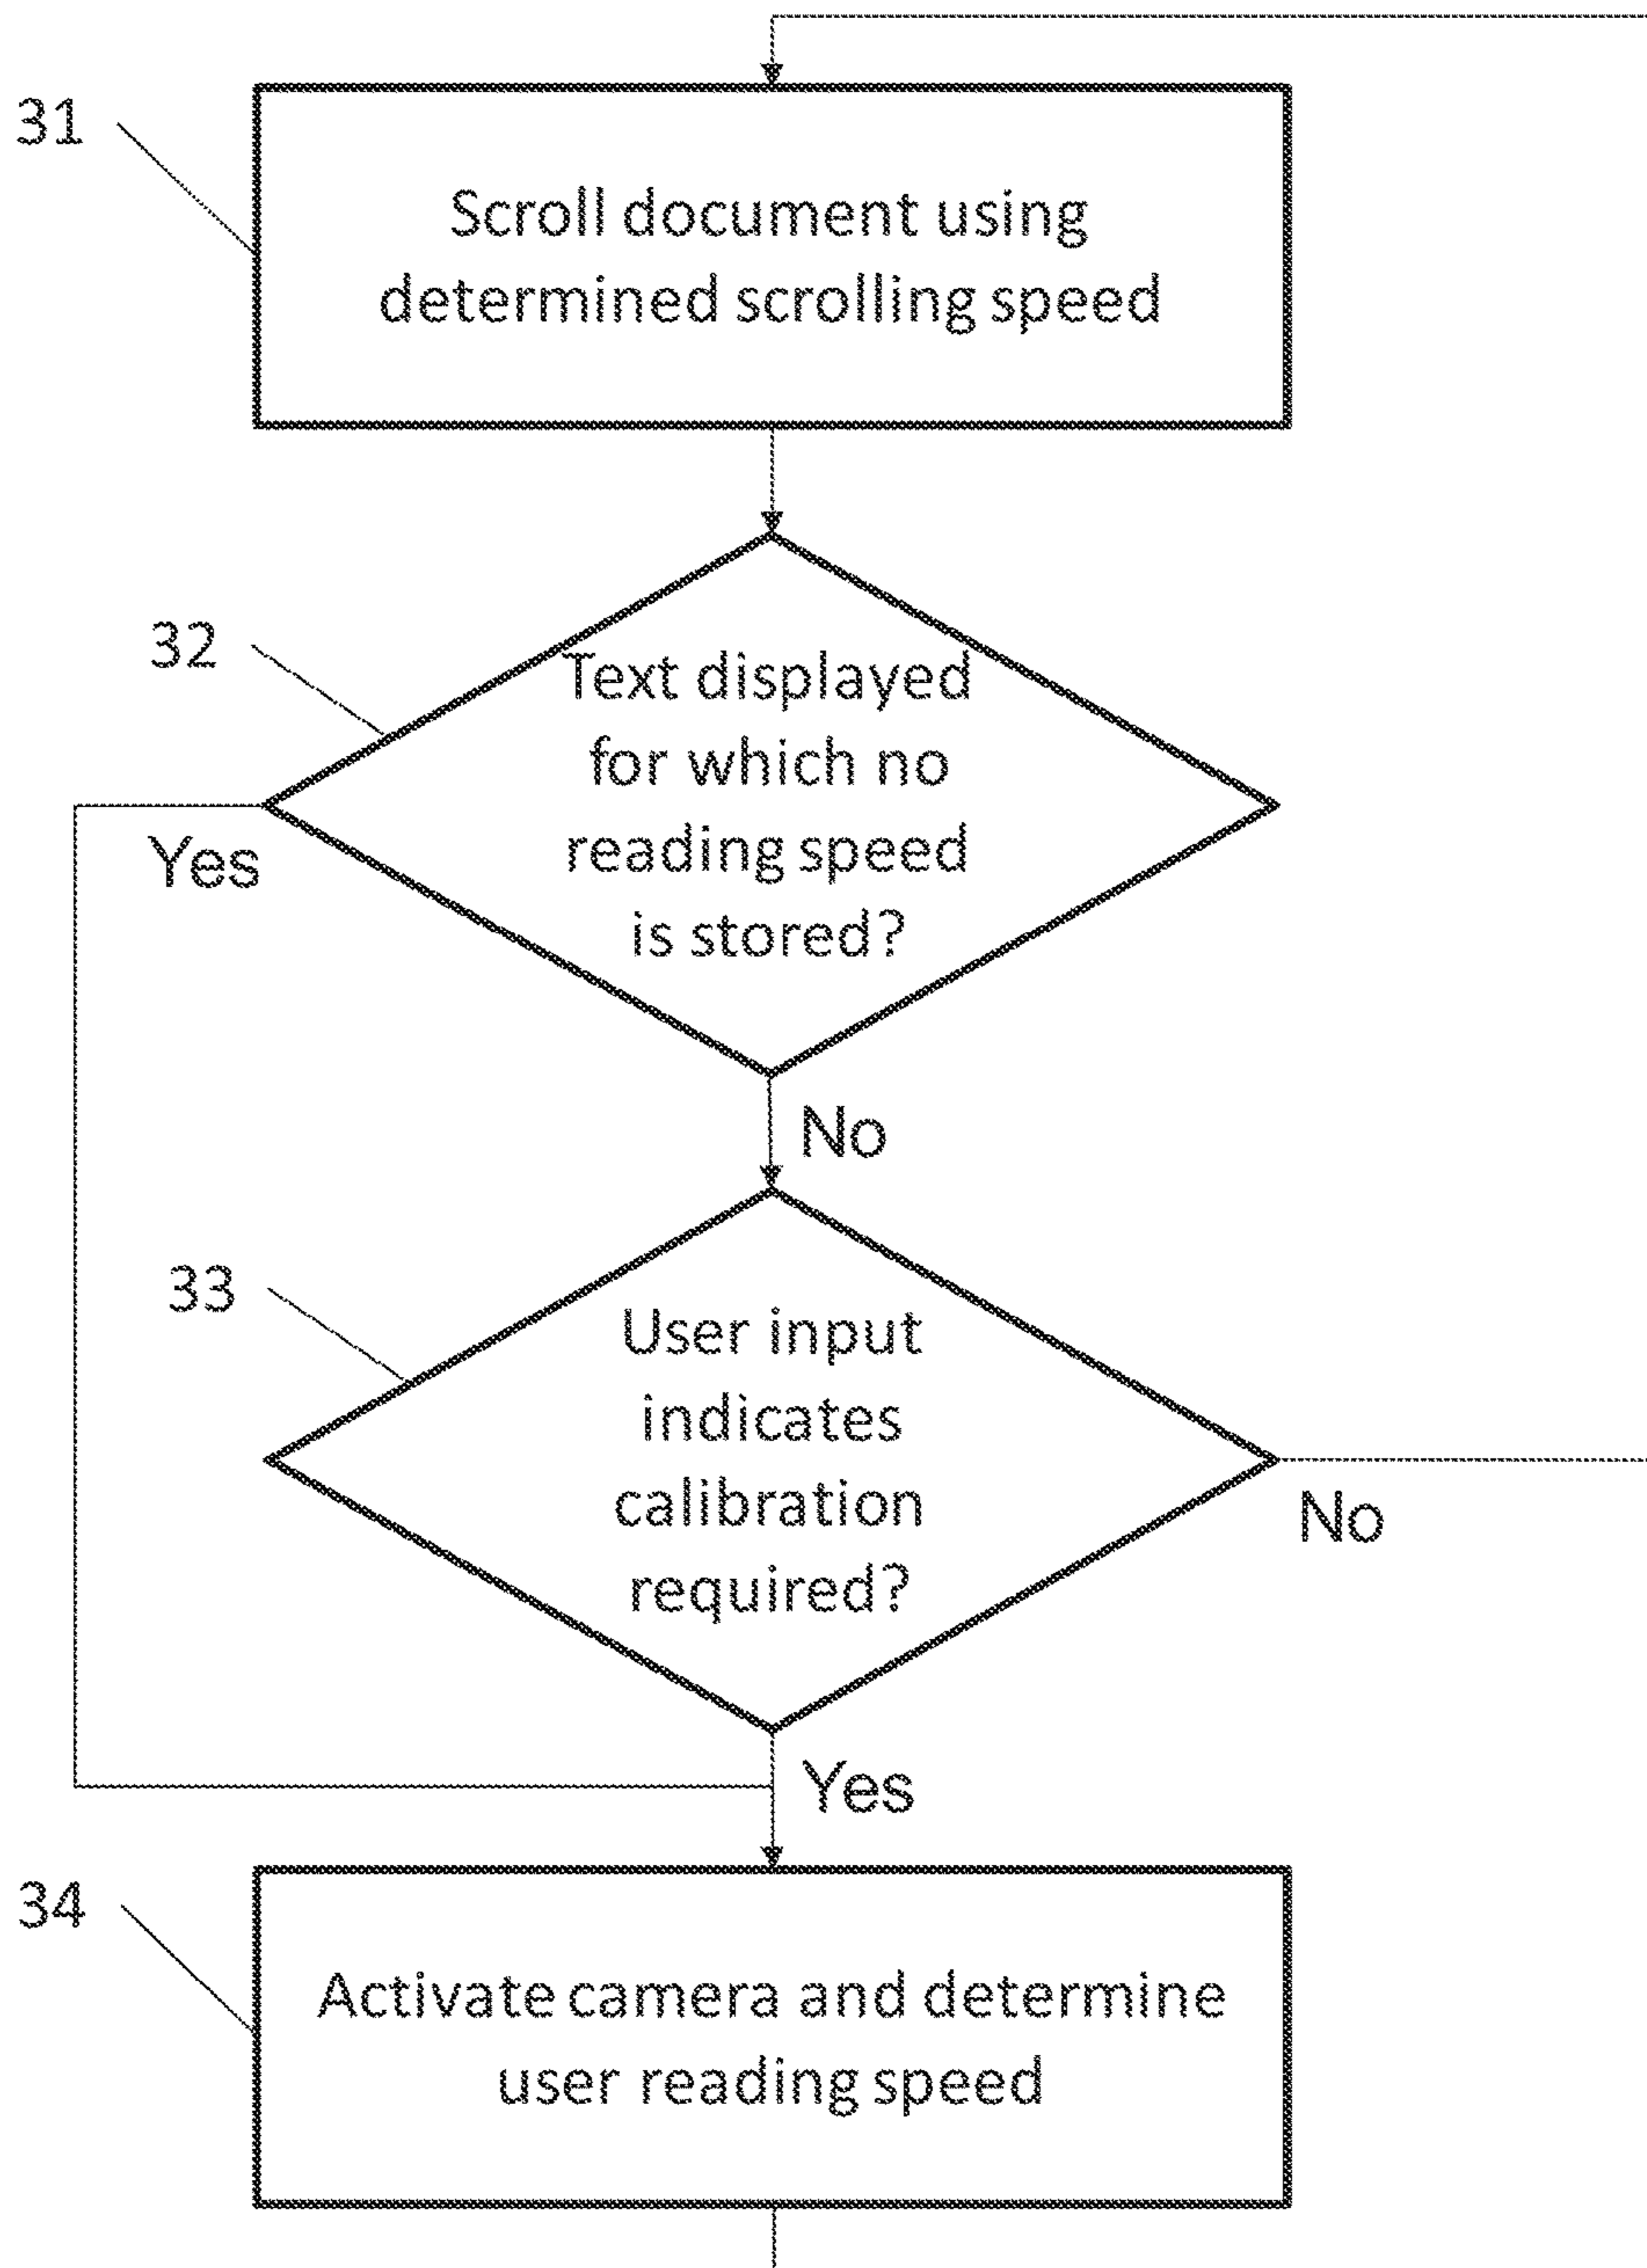 31
Scroll document using
determined scrolling speed
32
Text displayed
for which no
reading speed
is stored?
Yes
No
33
User input
indicates
calibration
required?
No
Yes
34
Activate camera and determine
user reading speed